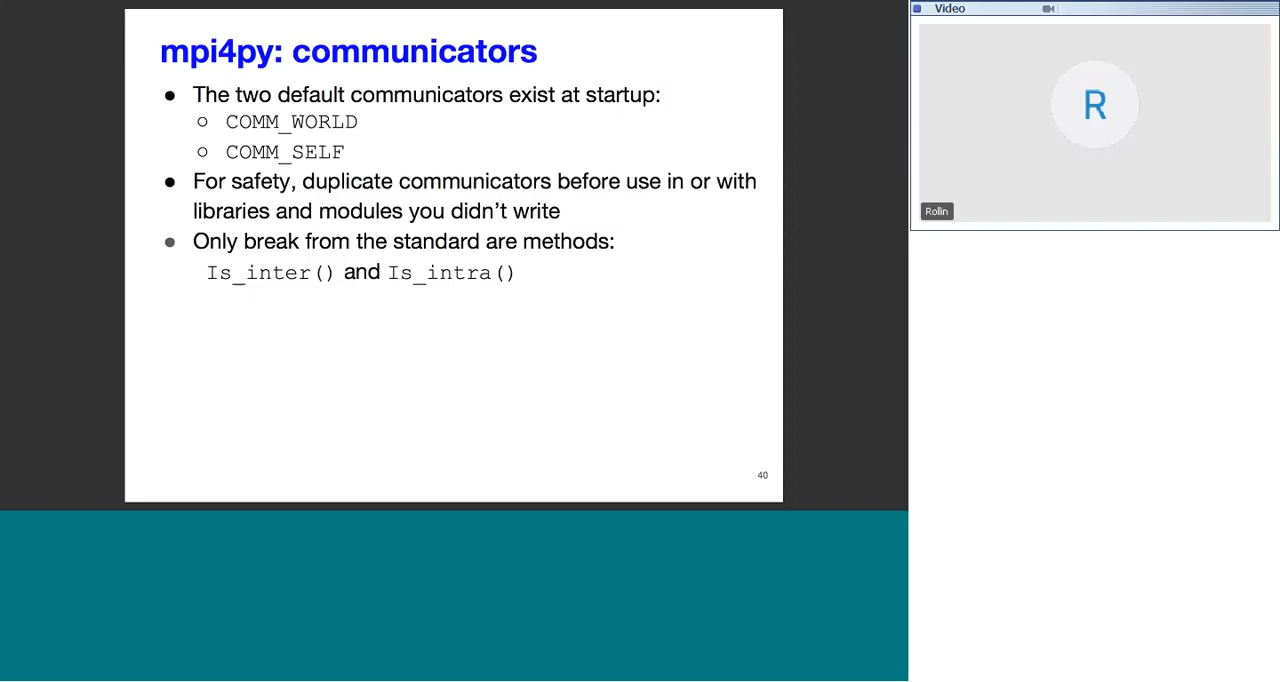 mpi4py: communicators
● The two default communicators exist at startup:
○ COMM_WORLD
○ COMM_SELF
● For safety, duplicate communicators before use in or with
libraries and modules you didn’t write
● Only break from the standard are methods:
Is_inter() and Is_intra()
40
Video
R
Rolin